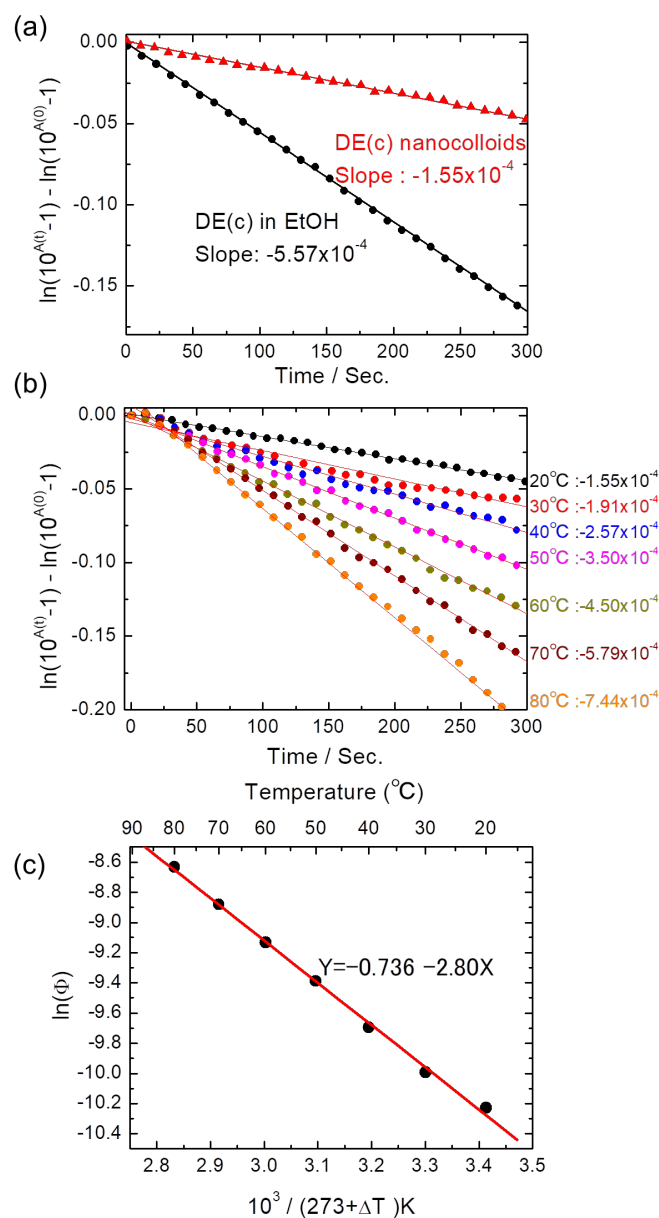 (a)
0.00
-0.05
-0.10
-0.15
ln(10^A(t)-1) - ln(10^A(0)-1)
DE(c) nanocolloids
Slope : -1.55x10^-4
DE(c) in EtOH
Slope: -5.57x10^-4
0 50 100 150 200 250 300
Time / Sec.
(b)
0.00
-0.05
-0.10
-0.15
-0.20
ln(10^A(t)-1) - ln(10^A(0)-1)
20°C :-1.55x10^-4
30°C :-1.91x10^-4
40°C :-2.57x10^-4
50°C :-3.50x10^-4
60°C :-4.50x10^-4
70°C :-5.79x10^-4
80°C :-7.44x10^-4
0 50 100 150 200 250 300
Time / Sec.
Temperature (°C)
90 80 70 60 50 40 30 20
(c)
-8.6
-8.8
-9.0
-9.2
-9.4
-9.6
-9.8
-10.0
-10.2
-10.4
ln(Φ)
Y=−0.736 −2.80X
2.8 2.9 3.0 3.1 3.2 3.3 3.4 3.5
10^3 / (273+ΔT )K